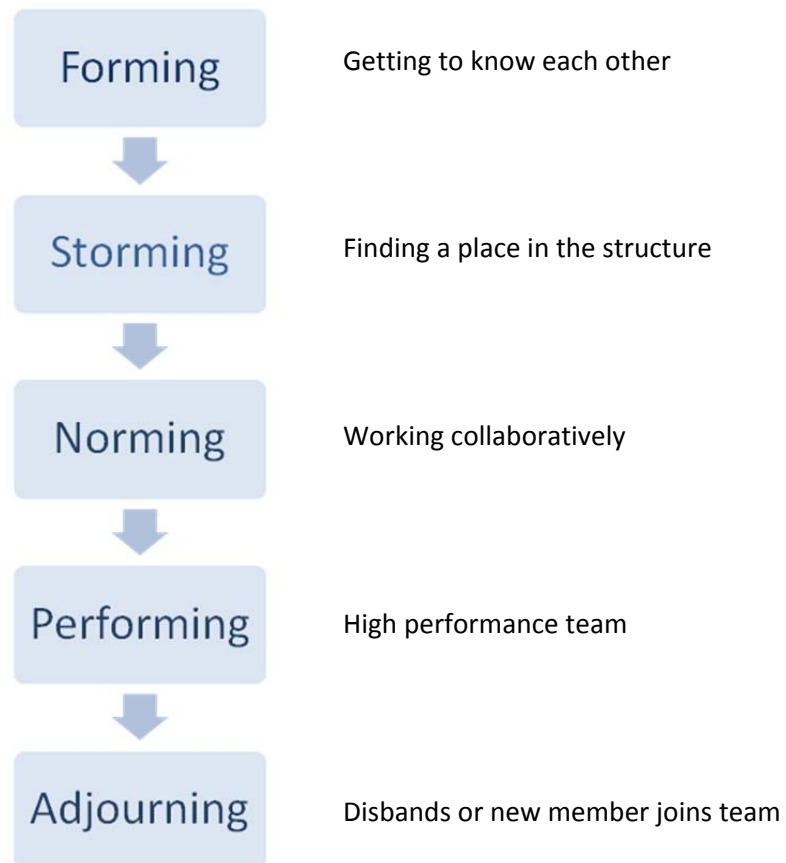 Forming
Getting to know each other
Storming
Finding a place in the structure
Norming
Working collaboratively
Performing
High performance team
Adjourning
Disbands or new member joins team